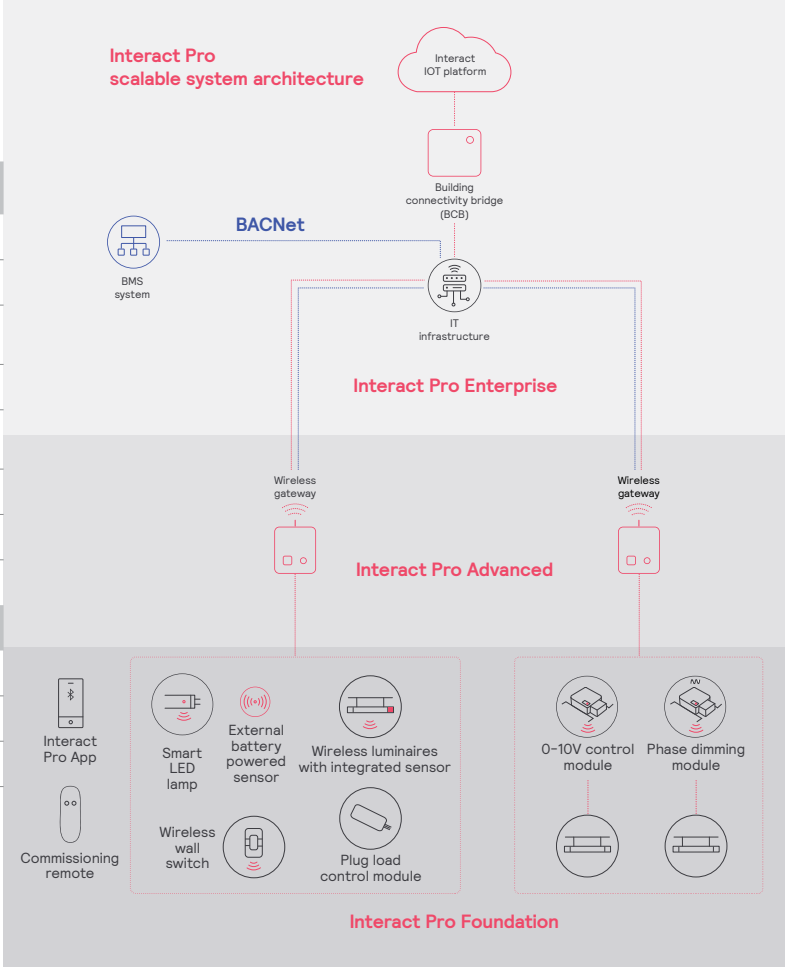 Interact Pro
scalable system architecture
Interact
IOT platform
Building
connectivity bridge
(BCB)
BACNet
BMS
system
IT
infrastructure
Interact Pro Enterprise
Wireless
gateway
Wireless
gateway
Interact Pro Advanced
Interact
Pro App
Smart
LED
lamp
External
battery
powered
sensor
Wireless luminaires
with integrated sensor
0-10V control
module
Phase dimming
module
Commissioning
remote
Wireless
wall
switch
Plug load
control module
Interact Pro Foundation